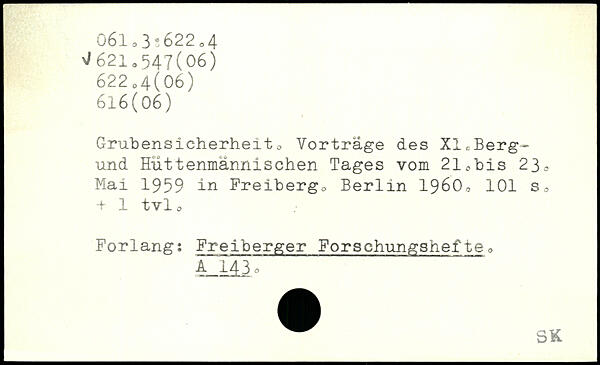 061.3:622.4
✓621.547(06)
622.4(06)
616(06)
Grubensicherheit. Vorträge des Xl.Berg-
und Hüttenmännischen Tages vom 21.bis 23.
Mai 1959 in Freiberg. Berlin 1960. 101 s.
+ 1 tvl.
Forlang: Freiberger Forschungshefte.
A 143.
SK